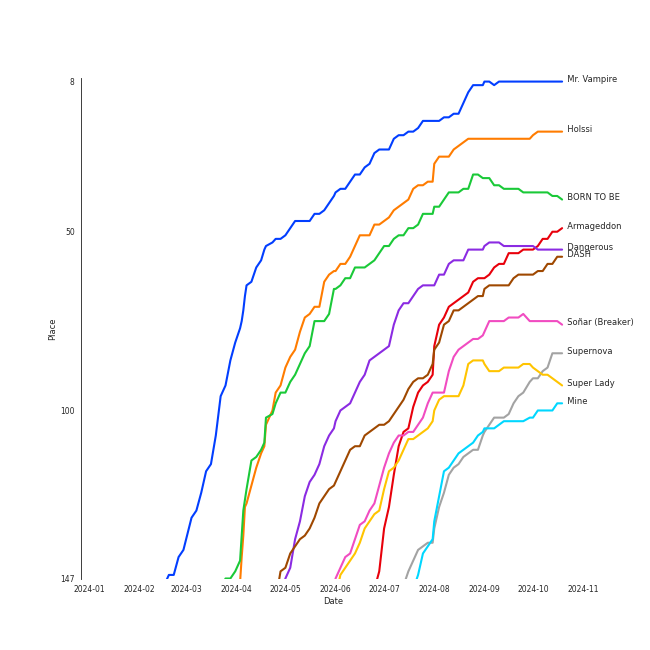 8
Mr. Vampire
Holssi
BORN TO BE
Armageddon
50
Dangerous
DASH
Place
Soñar (Breaker)
Supernova
Super Lady
Mine
100
147
2024-01 2024-02 2024-03 2024-04 2024-05 2024-06 2024-07 2024-08 2024-09 2024-10 2024-11
Date